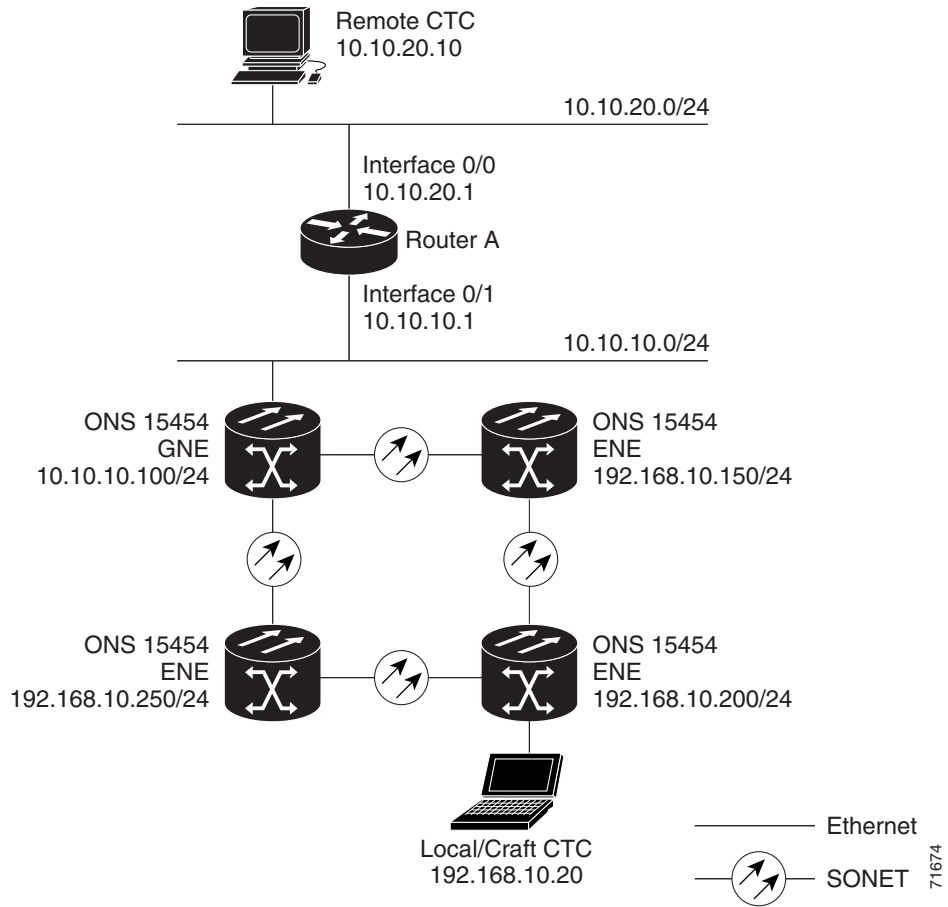 Remote CTC
10.10.20.10
10.10.20.0/24
Interface 0/0
10.10.20.1
Router A
Interface 0/1
10.10.10.1
10.10.10.0/24
ONS 15454
GNE
10.10.10.100/24
ONS 15454
ENE
192.168.10.150/24
ONS 15454
ENE
192.168.10.250/24
ONS 15454
ENE
192.168.10.200/24
Local/Craft CTC
192.168.10.20
Ethernet
SONET
71674